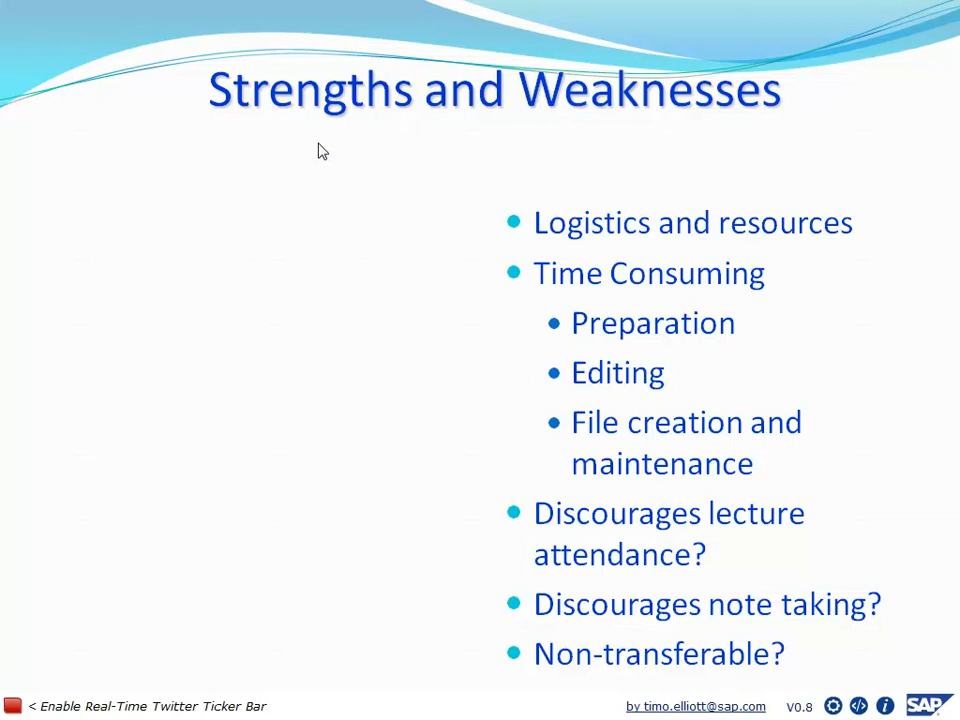 Strengths and Weaknesses
Logistics and resources
Time Consuming
Preparation
Editing
File creation and
maintenance
Discourages lecture
attendance?
Discourages note taking?
Non-transferable?
< Enable Real-Time Twitter Ticker Bar
by timo.elliott@sap.com V0.8 SAP